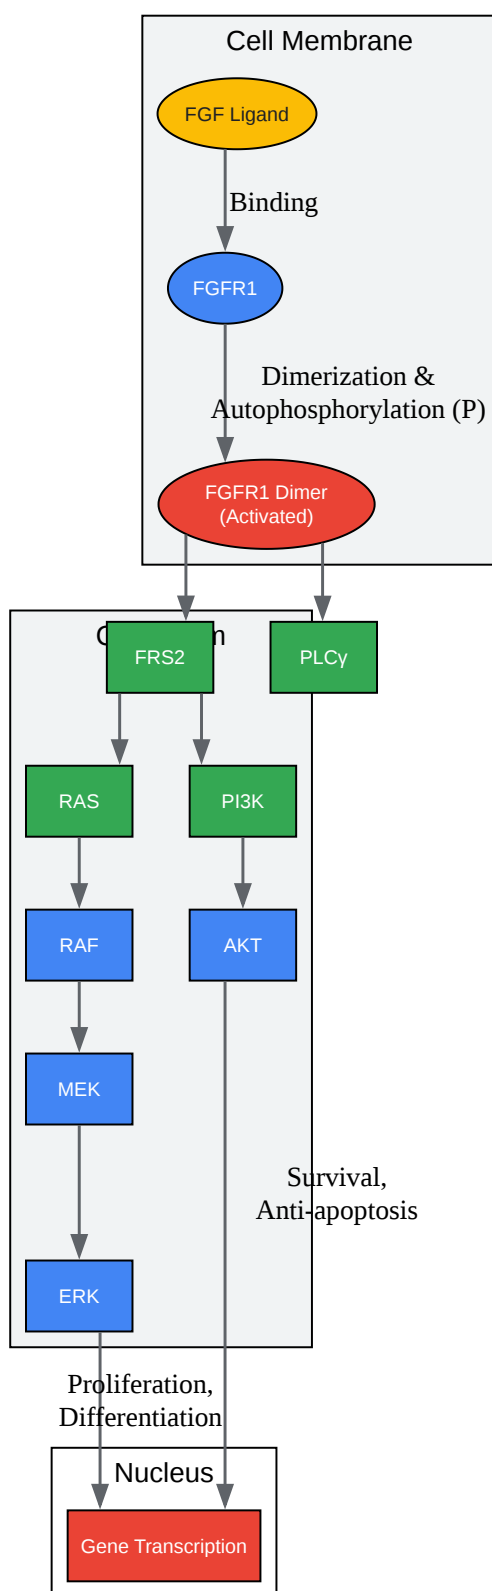 Cell Membrane
FGF Ligand
Binding
FGFR1
Dimerization &
Autophosphorylation (P)
FGFR1 Dimer
(Activated)
FRS2
PLCγ
RAS
PI3K
RAF
AKT
MEK
Survival,
Anti-apoptosis
ERK
Proliferation,
Differentiation
Nucleus
Gene Transcription